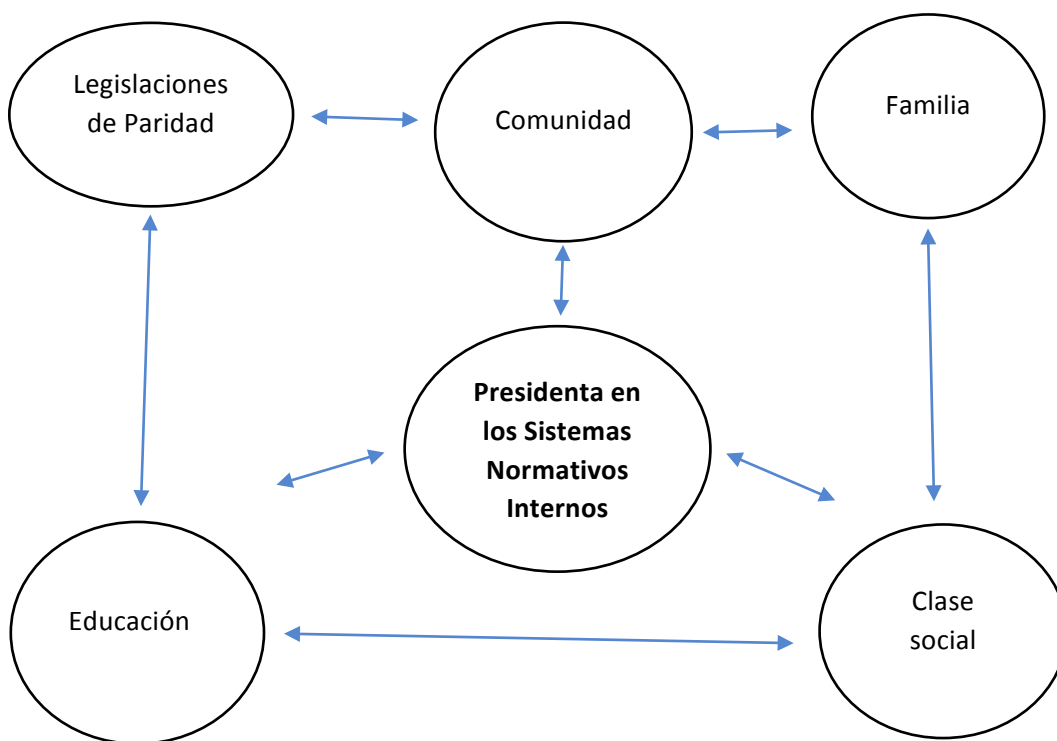 Legislaciones
de Paridad
Comunidad
Familia
Presidenta en
los Sistemas
Normativos
Internos
Educación
Clase
social